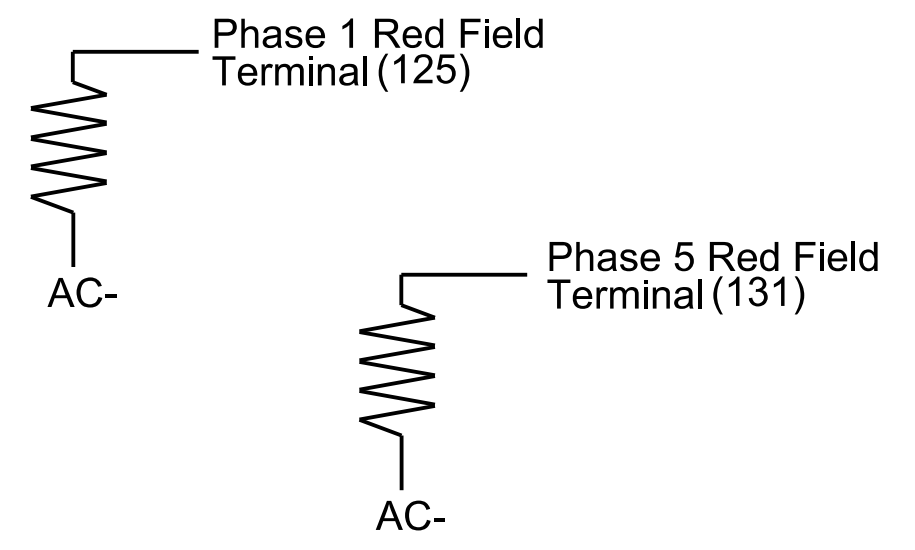 Phase 1 Red Field
Terminal (125)
AC-
Phase 5 Red Field
Terminal (131)
AC-